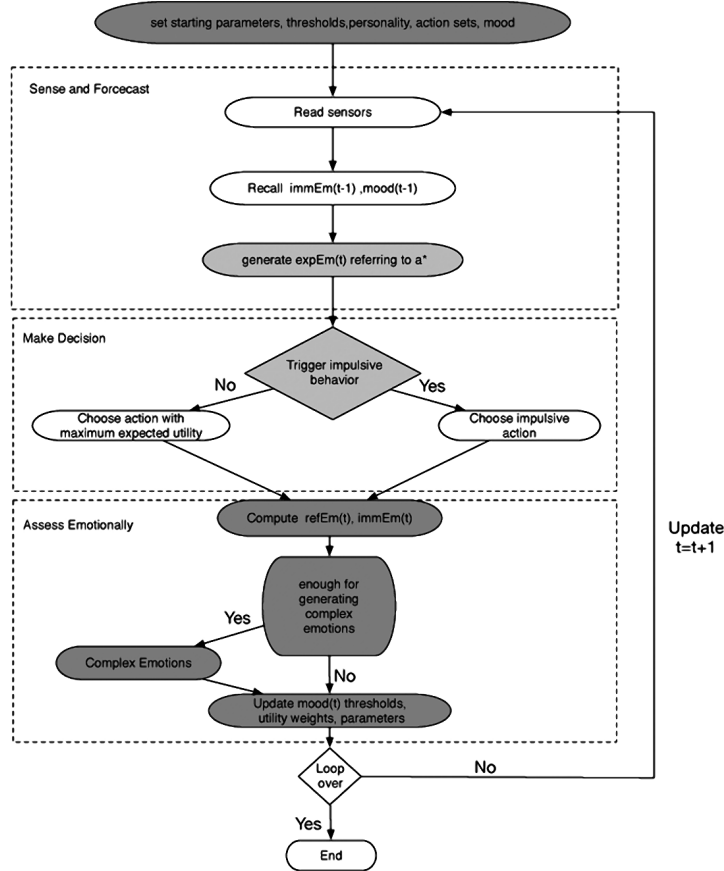 set starting parameters, thresholds,personality, action sets, mood
Sense and Forcecast
Read sensors
Recall immEm(t-1) ,mood(t-1)
generate expEm(t) referring to a*
Make Decision
Trigger impulsive
behavior
No
Yes
Choose action with
maximum expected utility
Choose impulsive
action
Assess Emotionally
Compute refEm(t), immEm(t)
Update
t=t+1
enough for
generating
complex
emotions
Yes
Complex Emotions
No
Update mood(t) thresholds,
utility weights, parameters
Loop
over
No
Yes
End